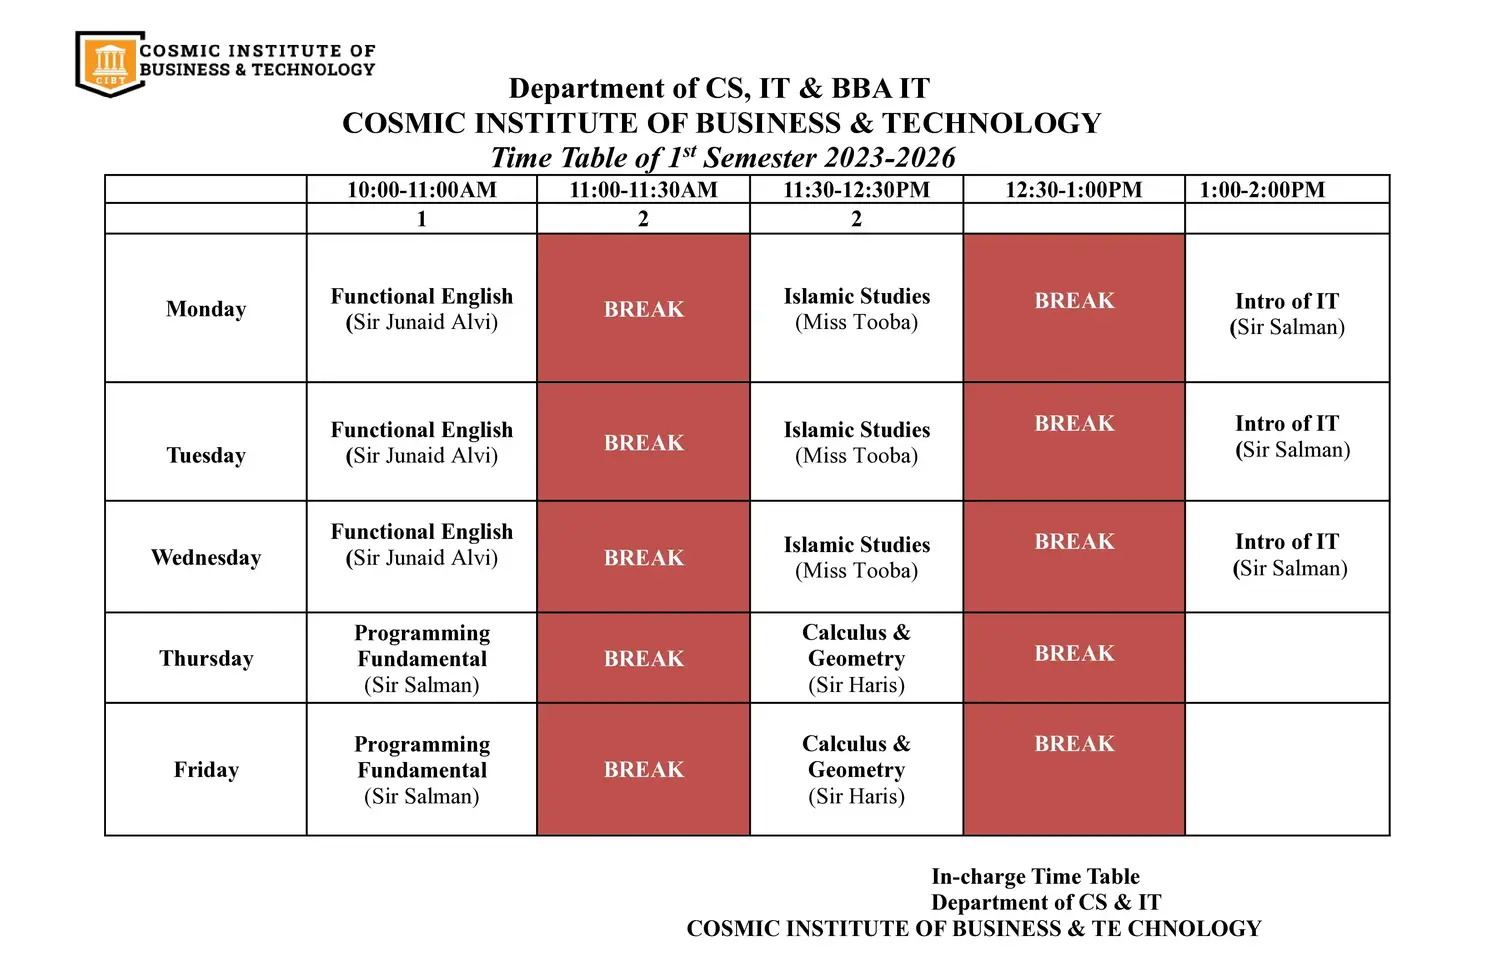 COSMIC INSTITUTE OF
BUSINESS & TECHNOLOGY
CIBT
Department of CS, IT & BBA IT
COSMIC INSTITUTE OF BUSINESS & TECHNOLOGY
Time Table of 1st Semester 2023-2026
10:00-11:00AM 11:00-11:30AM 11:30-12:30PM 12:30-1:00PM 1:00-2:00PM
1 2 2
Monday
Functional English
(Sir Junaid Alvi)
BREAK
Islamic Studies
(Miss Tooba)
BREAK
Intro of IT
(Sir Salman)
Tuesday
Functional English
(Sir Junaid Alvi)
BREAK
Islamic Studies
(Miss Tooba)
BREAK
Intro of IT
(Sir Salman)
Wednesday
Functional English
(Sir Junaid Alvi)
BREAK
Islamic Studies
(Miss Tooba)
BREAK
Intro of IT
(Sir Salman)
Thursday
Programming
Fundamental
(Sir Salman)
BREAK
Calculus &
Geometry
(Sir Haris)
BREAK
Friday
Programming
Fundamental
(Sir Salman)
BREAK
Calculus &
Geometry
(Sir Haris)
BREAK
In-charge Time Table
Department of CS & IT
COSMIC INSTITUTE OF BUSINESS & TE CHNOLOGY